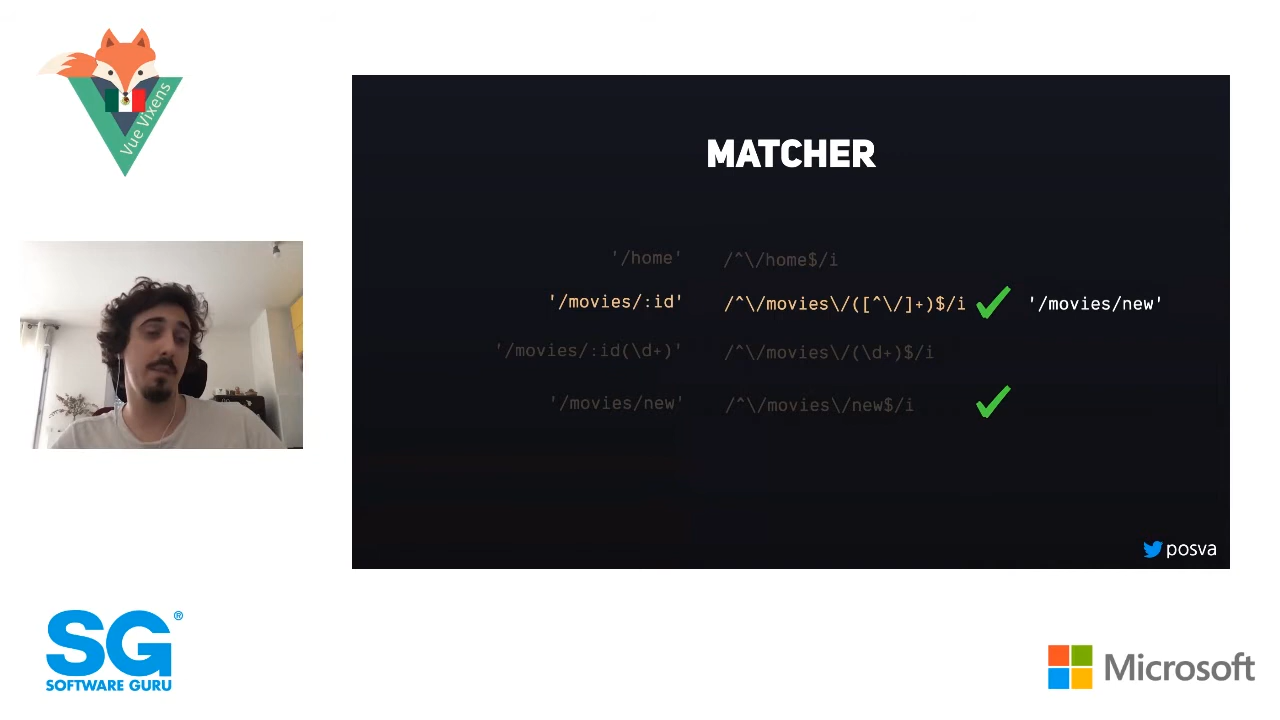 Vue Vixens
MATCHER
'/home' /^\/home$/i
'/movies/:id' /^\/movies\/([^\/]+)$/i '/movies/new'
'/movies/:id(\d+)' /^\/movies\/(\d+)$/i
'/movies/new' /^\/movies\/new$/i
posva
SG®
SOFTWARE GURU
Microsoft